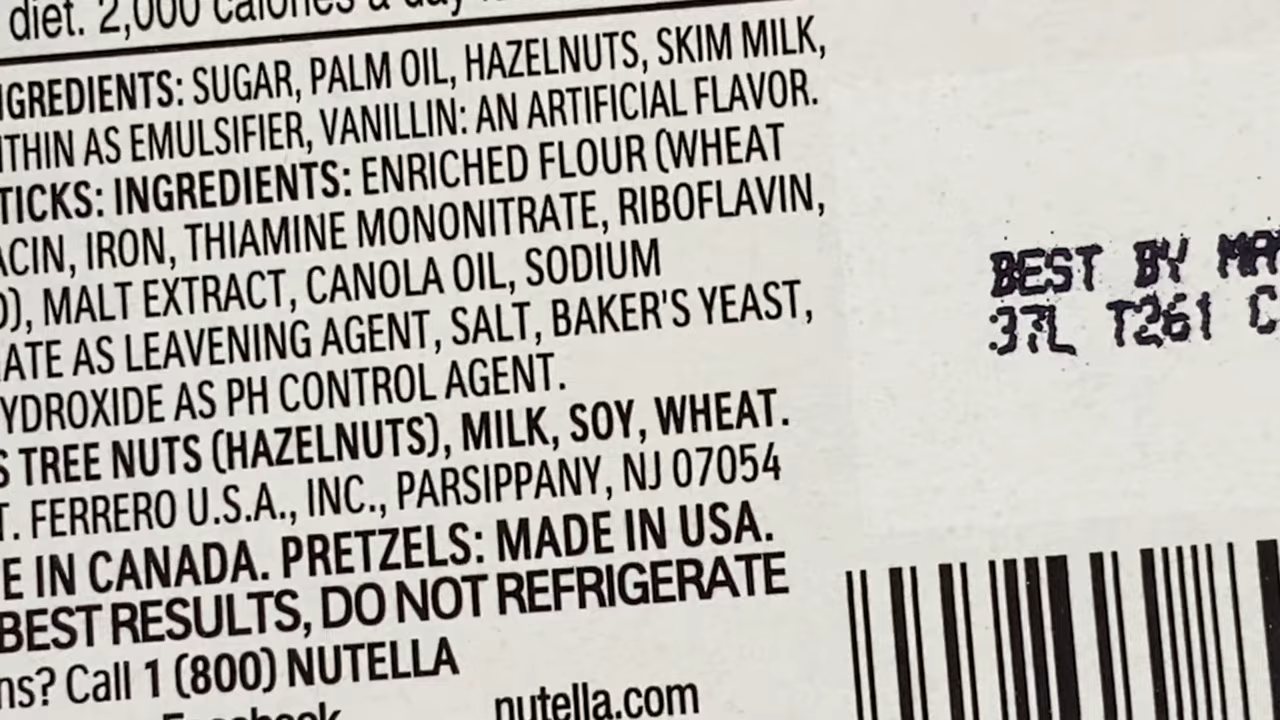 diet. 2,000 calories a day
INGREDIENTS: SUGAR, PALM OIL, HAZELNUTS, SKIM MILK,
ITHIN AS EMULSIFIER, VANILLIN: AN ARTIFICIAL FLAVOR.
TICKS: INGREDIENTS: ENRICHED FLOUR (WHEAT
ACIN, IRON, THIAMINE MONONITRATE, RIBOFLAVIN,
D), MALT EXTRACT, CANOLA OIL, SODIUM
ATE AS LEAVENING AGENT, SALT, BAKER'S YEAST,
YDROXIDE AS PH CONTROL AGENT.
S TREE NUTS (HAZELNUTS), MILK, SOY, WHEAT.
T. FERRERO U.S.A., INC., PARSIPPANY, NJ 07054
E IN CANADA. PRETZELS: MADE IN USA.
BEST RESULTS, DO NOT REFRIGERATE
ns? Call 1 (800) NUTELLA
Facebook
nutella.com
BEST BY MA
37L T261 C